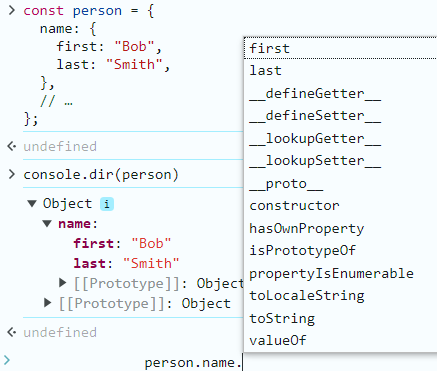 const person = {
name: {
first: "Bob",
last: "Smith",
},
// …
};
undefined
console.dir(person)
Object i
name:
first: "Bob"
last: "Smith"
[[Prototype]]: Object
[[Prototype]]: Object
undefined
person.name.
first
last
__defineGetter__
__defineSetter__
__lookupGetter__
__lookupSetter__
__proto__
constructor
hasOwnProperty
isPrototypeOf
propertyIsEnumerable
toLocaleString
toString
valueOf